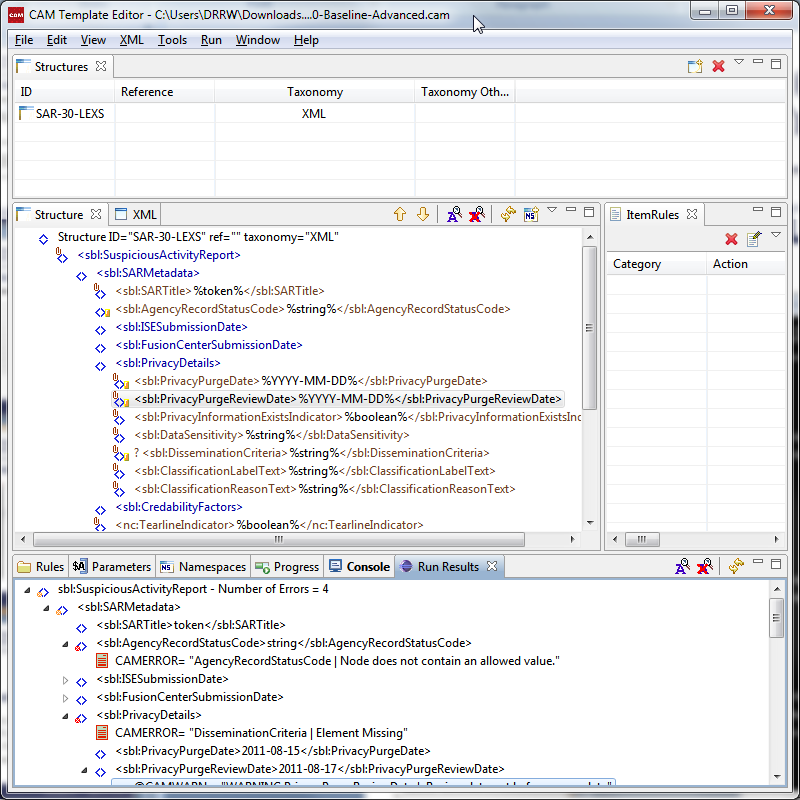 CAM Template Editor - C:\Users\DRRW\Downloads....0-Baseline-Advanced.cam
File Edit View XML Tools Run Window Help
Structures
ID Reference Taxonomy Taxonomy Oth...
SAR-30-LEXS XML
Structure XML
Structure ID="SAR-30-LEXS" ref="" taxonomy="XML"
<sbl:SuspiciousActivityReport>
<sbl:SARMetadata>
<sbl:SARTitle>%token%</sbl:SARTitle>
<sbl:AgencyRecordStatusCode>%string%</sbl:AgencyRecordStatusCode>
<sbl:ISESubmissionDate>
<sbl:FusionCenterSubmissionDate>
<sbl:PrivacyDetails>
<sbl:PrivacyPurgeDate>%YYYY-MM-DD%</sbl:PrivacyPurgeDate>
<sbl:PrivacyPurgeReviewDate>%YYYY-MM-DD%</sbl:PrivacyPurgeReviewDate>
<sbl:PrivacyInformationExistsIndicator>%boolean%</sbl:PrivacyInformationExistsInd
<sbl:DataSensitivity>%string%</sbl:DataSensitivity>
? <sbl:DisseminationCriteria>%string%</sbl:DisseminationCriteria>
<sbl:ClassificationLabelText>%string%</sbl:ClassificationLabelText>
<sbl:ClassificationReasonText>%string%</sbl:ClassificationReasonText>
<sbl:CredabilityFactors>
<nc:TearlineIndicator>%boolean%</nc:TearlineIndicator>
ItemRules
Category Action
Rules Parameters Namespaces Progress Console Run Results
sbl:SuspiciousActivityReport - Number of Errors = 4
<sbl:SARMetadata>
<sbl:SARTitle>token</sbl:SARTitle>
<sbl:AgencyRecordStatusCode>string</sbl:AgencyRecordStatusCode>
CAMERROR= "AgencyRecordStatusCode | Node does not contain an allowed value."
<sbl:ISESubmissionDate>
<sbl:FusionCenterSubmissionDate>
<sbl:PrivacyDetails>
CAMERROR= "DisseminationCriteria | Element Missing"
<sbl:PrivacyPurgeDate>2011-08-15</sbl:PrivacyPurgeDate>
<sbl:PrivacyPurgeReviewDate>2011-08-17</sbl:PrivacyPurgeReviewDate>